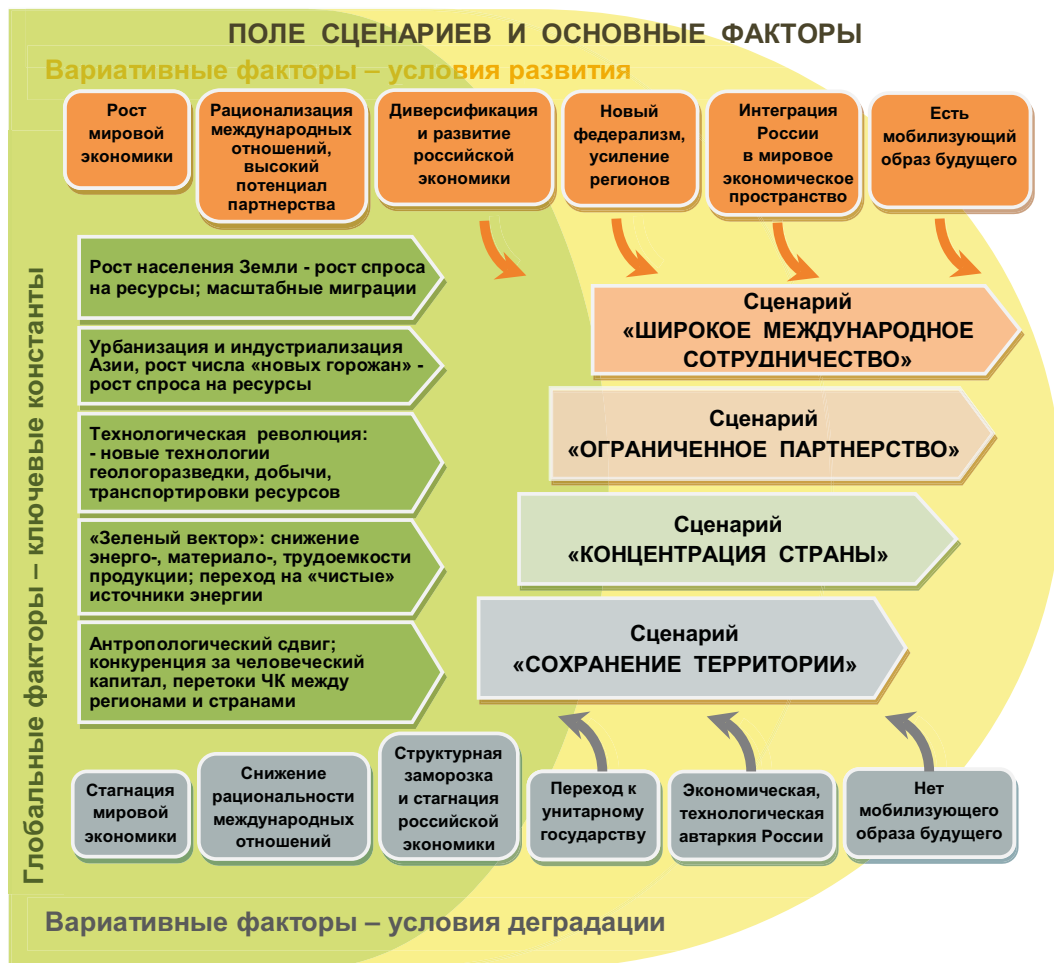 ПОЛЕ СЦЕНАРИЕВ И ОСНОВНЫЕ ФАКТОРЫ
Вариативные факторы – условия развития
Рост
мировой
экономики
Рационализация
международных
отношений,
высокий
потенциал
партнерства
Диверсификация
и развитие
российской
экономики
Новый
федерализм,
усиление
регионов
Интеграция
России
в мировое
экономическое
пространство
Есть
мобилизующий
образ будущего
Глобальные факторы – ключевые константы
Рост населения Земли - рост спроса
на ресурсы; масштабные миграции
Урбанизация и индустриализация
Азии, рост числа «новых горожан» -
рост спроса на ресурсы
Технологическая революция:
- новые технологии
геологоразведки, добычи,
транспортировки ресурсов
«Зеленый вектор»: снижение
энерго-, материало-, трудоемкости
продукции; переход на «чистые»
источники энергии
Антропологический сдвиг;
конкуренция за человеческий
капитал, перетоки ЧК между
регионами и странами
Сценарий
«ШИРОКОЕ МЕЖДУНАРОДНОЕ
СОТРУДНИЧЕСТВО»
Сценарий
«ОГРАНИЧЕННОЕ ПАРТНЕРСТВО»
Сценарий
«КОНЦЕНТРАЦИЯ СТРАНЫ»
Сценарий
«СОХРАНЕНИЕ ТЕРРИТОРИИ»
Стагнация
мировой
экономики
Снижение
рациональности
международных
отношений
Структурная
заморозка
и стагнация
российской
экономики
Переход к
унитарному
государству
Экономическая,
технологическая
автаркия России
Нет
мобилизующего
образа будущего
Вариативные факторы – условия деградации